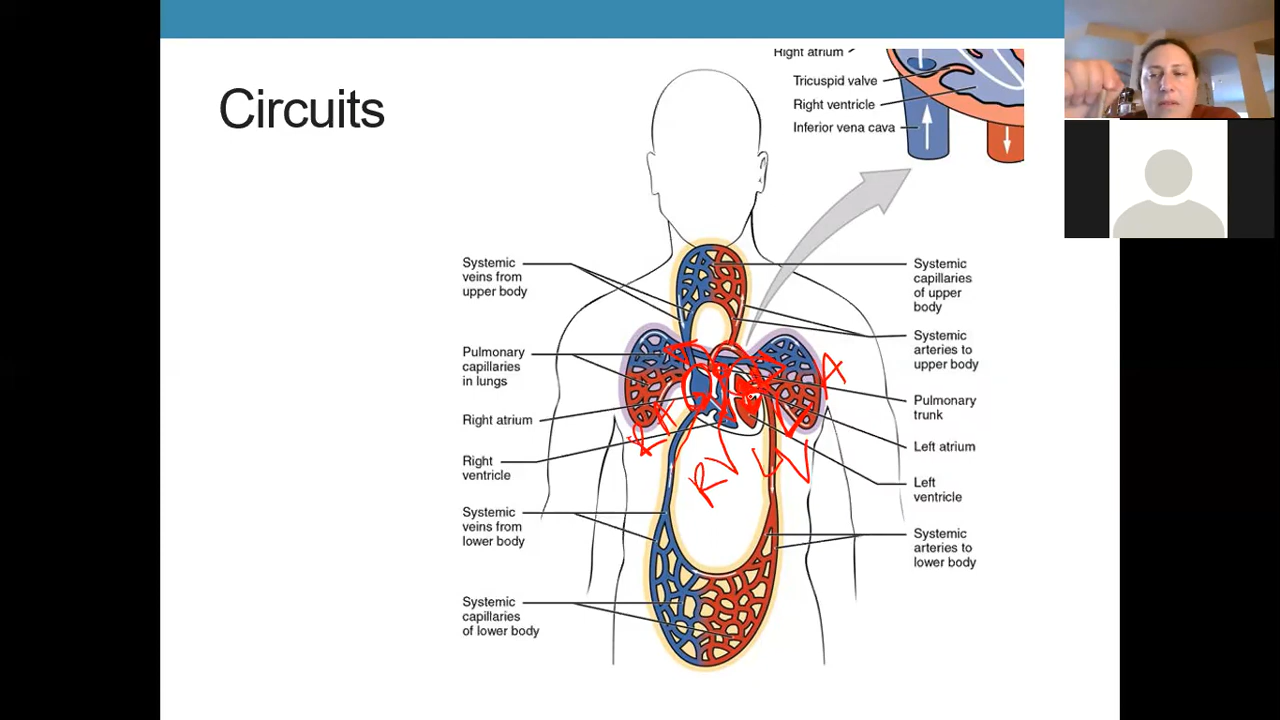 Circuits
Right atrium
Tricuspid valve
Right ventricle
Inferior vena cava
Systemic
veins from
upper body
Pulmonary
capillaries
in lungs
Right atrium
Right
ventricle
Systemic
veins from
lower body
Systemic
capillaries
of lower body
Systemic
capillaries
of upper
body
Systemic
arteries to
upper body
Pulmonary
trunk
Left atrium
Left
ventricle
Systemic
arteries to
lower body
RA
RV
LA
LV